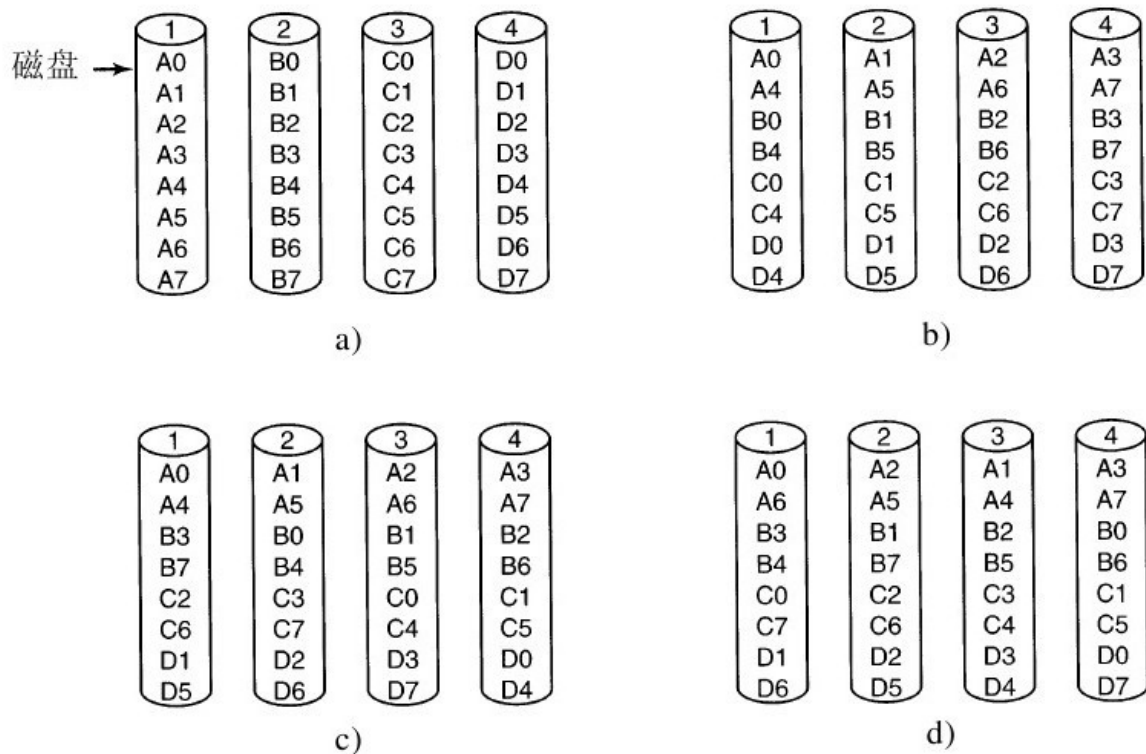 1 2 3 4 1 2 3 4
磁盘 A0 B0 C0 D0 A0 A1 A2 A3
A1 B1 C1 D1 A4 A5 A6 A7
A2 B2 C2 D2 B0 B1 B2 B3
A3 B3 C3 D3 B4 B5 B6 B7
A4 B4 C4 D4 C0 C1 C2 C3
A5 B5 C5 D5 C4 C5 C6 C7
A6 B6 C6 D6 D0 D1 D2 D3
A7 B7 C7 D7 D4 D5 D6 D7
a) b)
1 2 3 4 1 2 3 4
A0 A1 A2 A3 A0 A2 A1 A3
A4 A5 A6 A7 A6 A5 A4 A7
B3 B0 B1 B2 B3 B1 B2 B0
B7 B4 B5 B6 B4 B7 B5 B6
C2 C3 C0 C1 C0 C2 C3 C1
C6 C7 C4 C5 C7 C6 C4 C5
D1 D2 D3 D0 D1 D2 D3 D0
D5 D6 D7 D4 D6 D5 D4 D7
c) d)